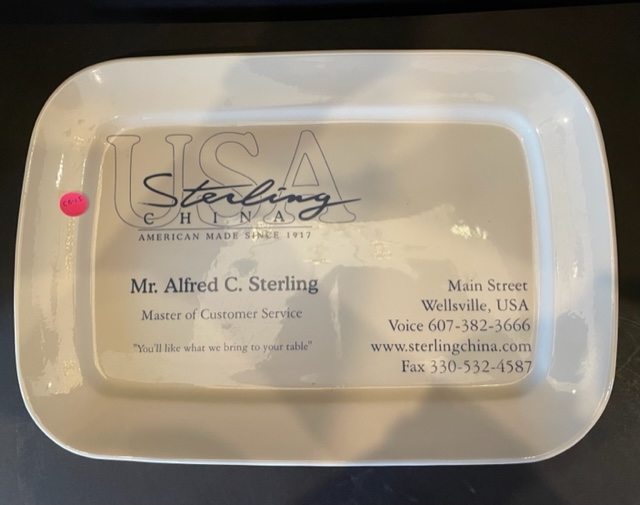 USA
Sterling
CHINA
AMERICAN MADE SINCE 1917
Mr. Alfred C. Sterling
Master of Customer Service
"You'll like what we bring to your table"
Main Street
Wellsville, USA
Voice 607-382-3666
www.sterlingchina.com
Fax 330-532-4587